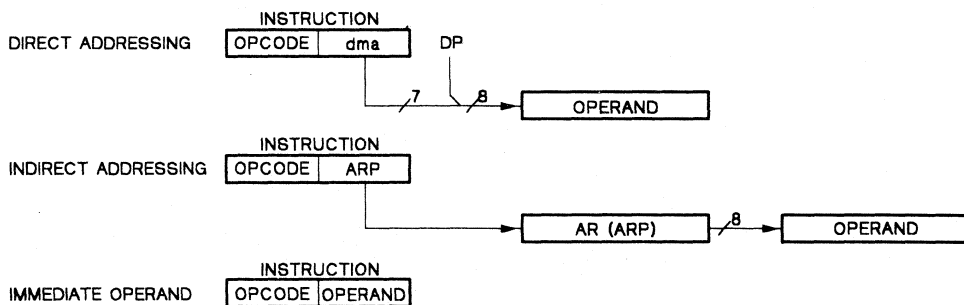 INSTRUCTION
DIRECT ADDRESSING OPCODE dma DP
7 8
OPERAND
INSTRUCTION
INDIRECT ADDRESSING OPCODE ARP
AR (ARP) 8 OPERAND
INSTRUCTION
IMMEDIATE OPERAND OPCODE OPERAND